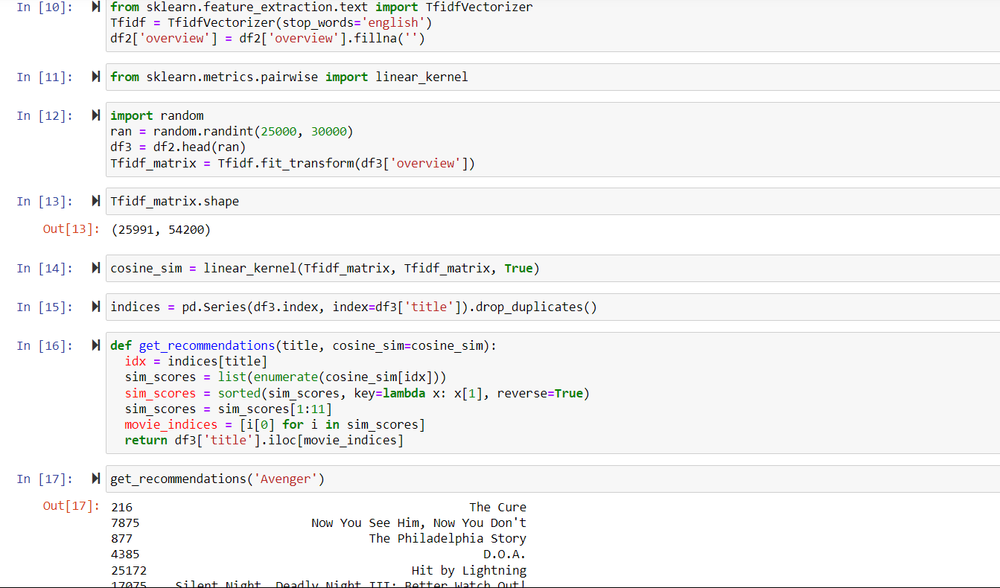 In [10]: from sklearn.feature_extraction.text import TfidfVectorizer
Tfidf = TfidfVectorizer(stop_words='english')
df2['overview'] = df2['overview'].fillna('')
In [11]: from sklearn.metrics.pairwise import linear_kernel
In [12]: import random
ran = random.randint(25000, 30000)
df3 = df2.head(ran)
Tfidf_matrix = Tfidf.fit_transform(df3['overview'])
In [13]: Tfidf_matrix.shape
Out[13]: (25991, 54200)
In [14]: cosine_sim = linear_kernel(Tfidf_matrix, Tfidf_matrix, True)
In [15]: indices = pd.Series(df3.index, index=df3['title']).drop_duplicates()
In [16]: def get_recommendations(title, cosine_sim=cosine_sim):
idx = indices[title]
sim_scores = list(enumerate(cosine_sim[idx]))
sim_scores = sorted(sim_scores, key=lambda x: x[1], reverse=True)
sim_scores = sim_scores[1:11]
movie_indices = [i[0] for i in sim_scores]
return df3['title'].iloc[movie_indices]
In [17]: get_recommendations('Avenger')
Out[17]: 216 The Cure
7875 Now You See Him, Now You Don't
877 The Philadelphia Story
4385 D.O.A.
25172 Hit by Lightning
17075 Silent Night, Deadly Night III: Better Watch Out!